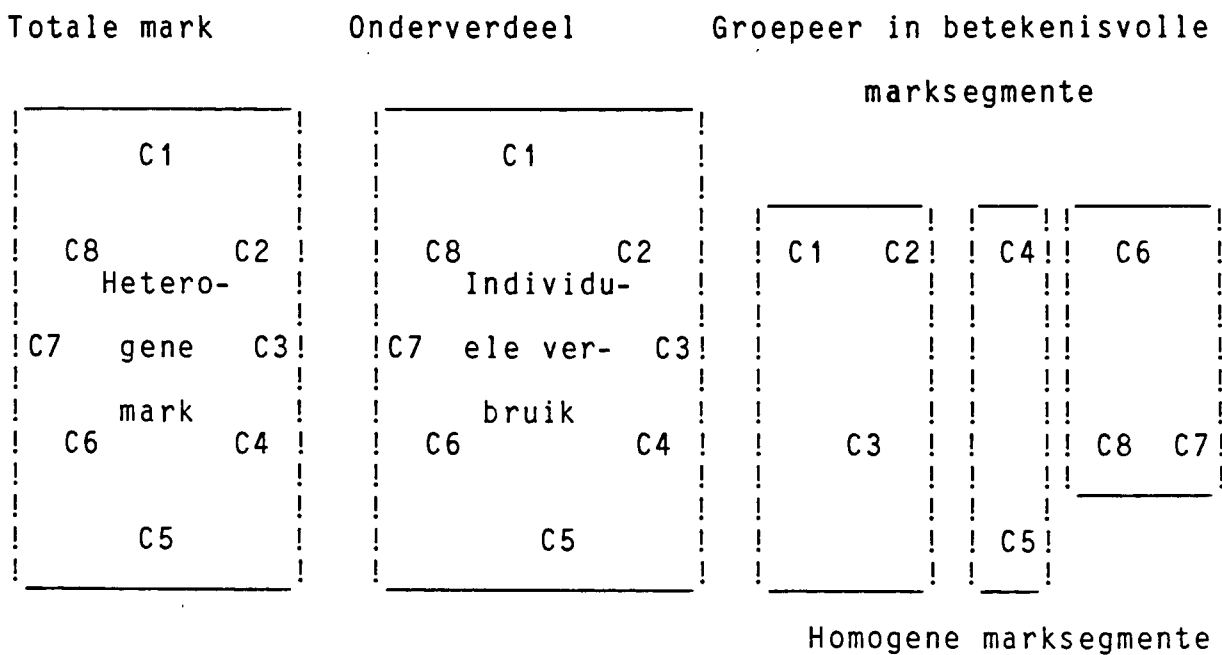 Totale mark Onderverdeel Groepeer in betekenisvolle
marksegmente
C1 C1
C8 C2 C8 C2 C1 C2 C4 C6
Hetero- Individu-
C7 gene C3 C7 ele ver- C3
mark bruik
C6 C4 C6 C4 C3 C8 C7
C5 C5 C5
Homogene marksegmente